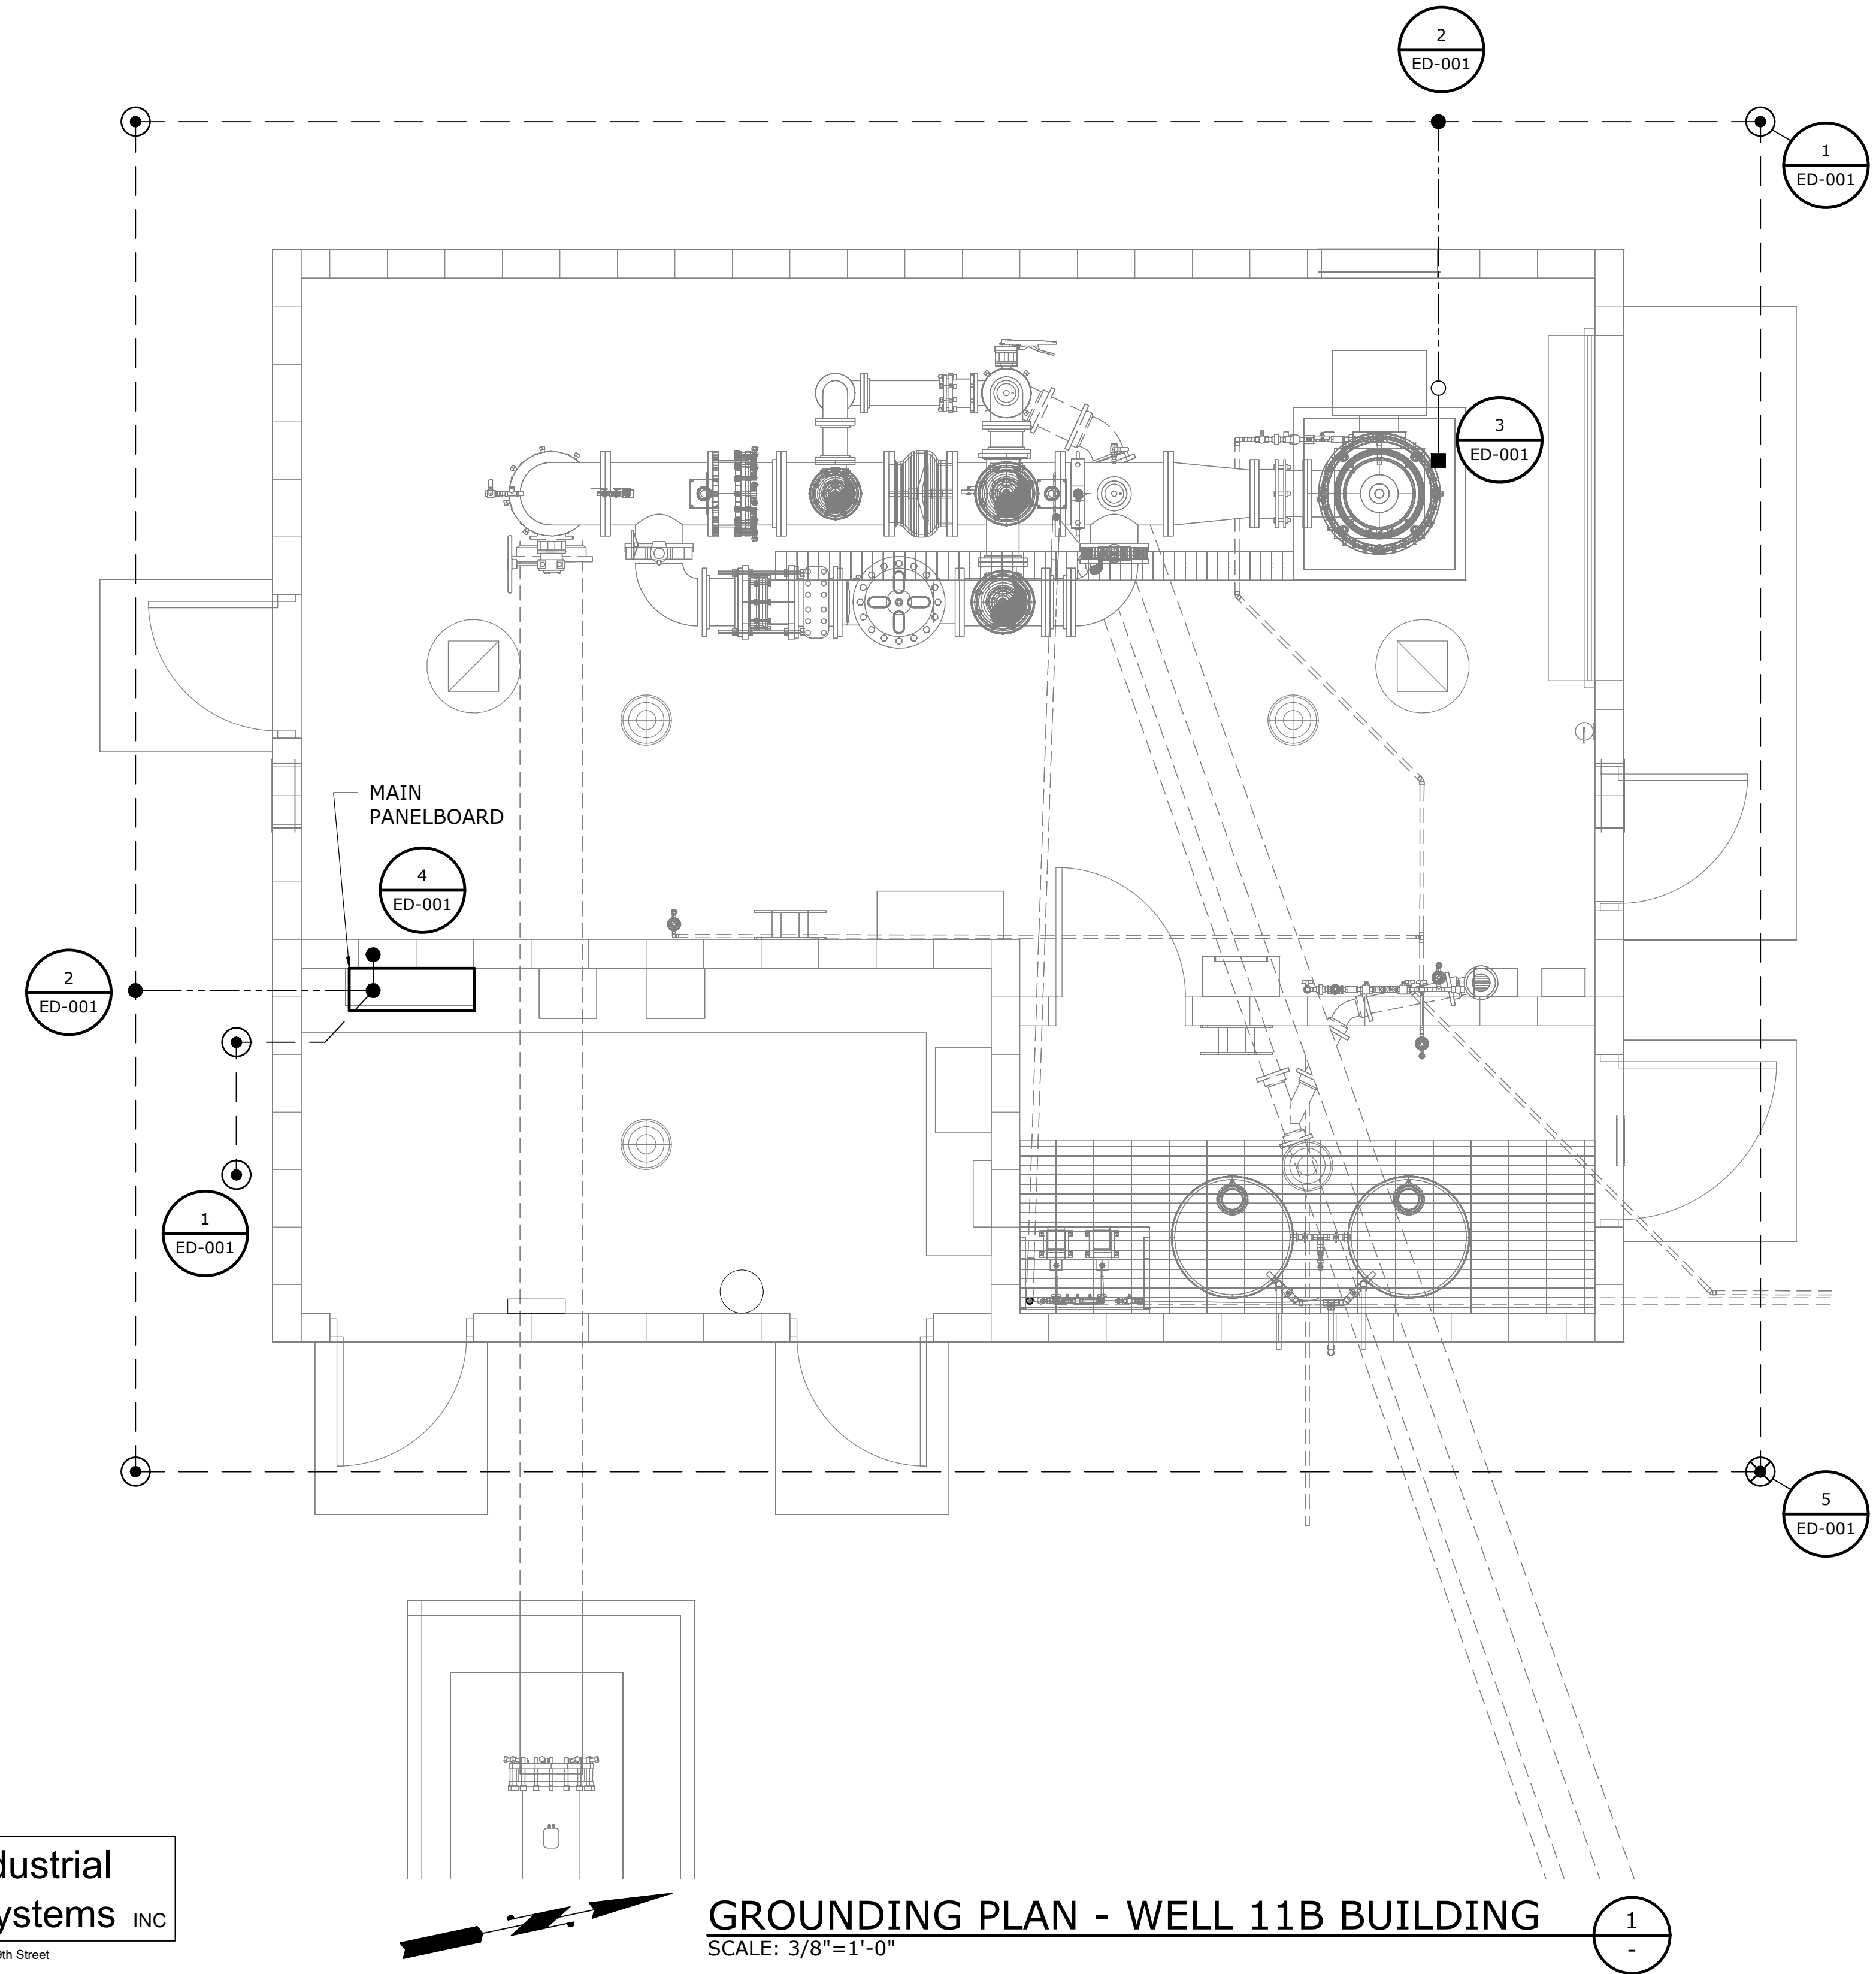 2
ED-001
1
ED-001
3
ED-001
MAIN
PANELBOARD
4
ED-001
2
ED-001
1
ED-001
5
ED-001
dustrial
ystems INC
9th Street
GROUNDING PLAN - WELL 11B BUILDING
SCALE: 3/8"=1'-0"
1
-